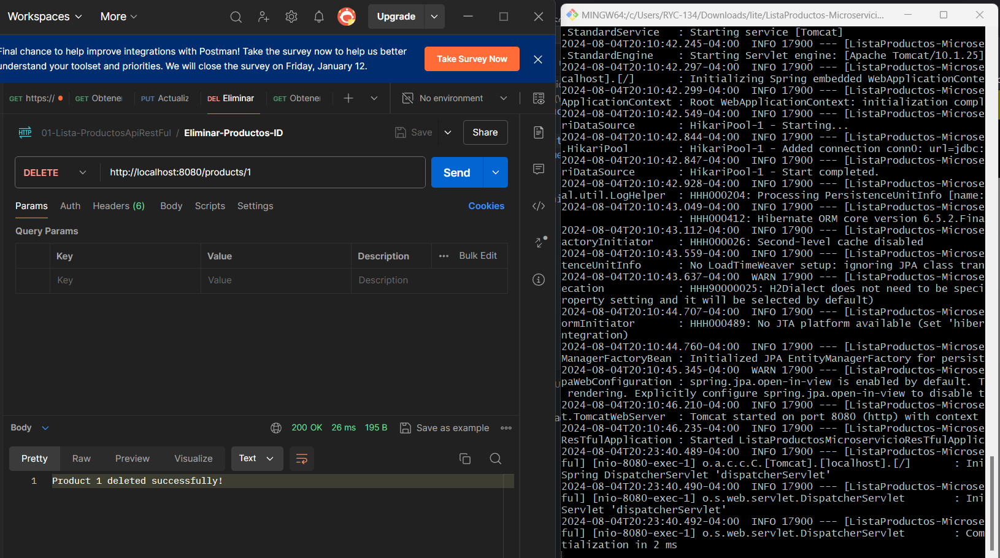 Workspaces
More
Upgrade
Final chance to help improve integrations with Postman! Take the survey now to help us better
understand your toolset and priorities. We will close the survey on Friday, January 12.
Take Survey Now
GET https://
GET Obtene
PUT Actualiz
DEL Eliminar
GET Obtene
No environment
HTTP 01-Lista-ProductosApiRestFul / Eliminar-Productos-ID
Save
Share
DELETE
http://localhost:8080/products/1
Send
Params Auth Headers (6) Body Scripts Settings
Cookies
Query Params
Key Value Description ••• Bulk Edit
Key Value Description
Body
200 OK 26 ms 195 B Save as example
Pretty Raw Preview Visualize Text
1 Product 1 deleted successfully!
MINGW64:/c/Users/RYC-134/Downloads/lite/ListaProductos-Microservici...
.StandardService   : Starting service [Tomcat]
2024-08-04T20:10:42.245-04:00  INFO 17900 --- [ListaProductos-Microse
.StandardEngine    : Starting Servlet engine: [Apache Tomcat/10.1.25]
2024-08-04T20:10:42.297-04:00  INFO 17900 --- [ListaProductos-Microse
calhost].[/]       : Initializing Spring embedded WebApplicationConte
2024-08-04T20:10:42.299-04:00  INFO 17900 --- [ListaProductos-Microse
ApplicationContext : Root WebApplicationContext: initialization compl
2024-08-04T20:10:42.549-04:00  INFO 17900 --- [ListaProductos-Microse
riDataSource       : HikariPool-1 - Starting...
2024-08-04T20:10:42.844-04:00  INFO 17900 --- [ListaProductos-Microse
.HikariPool        : HikariPool-1 - Added connection conn0: url=jdbc:
2024-08-04T20:10:42.847-04:00  INFO 17900 --- [ListaProductos-Microse
riDataSource       : HikariPool-1 - Start completed.
2024-08-04T20:10:42.928-04:00  INFO 17900 --- [ListaProductos-Microse
al.util.LogHelper  : HHH000204: Processing PersistenceUnitInfo [name:
2024-08-04T20:10:43.049-04:00  INFO 17900 --- [ListaProductos-Microse
                   : HHH000412: Hibernate ORM core version 6.5.2.Fina
2024-08-04T20:10:43.112-04:00  INFO 17900 --- [ListaProductos-Microse
actoryInitiator    : HHH000026: Second-level cache disabled
2024-08-04T20:10:43.559-04:00  INFO 17900 --- [ListaProductos-Microse
tenceUnitInfo      : No LoadTimeWeaver setup: ignoring JPA class tran
2024-08-04T20:10:43.637-04:00  WARN 17900 --- [ListaProductos-Microse
ecation            : HHH90000025: H2Dialect does not need to be speci
roperty setting and it will be selected by default)
2024-08-04T20:10:44.707-04:00  INFO 17900 --- [ListaProductos-Microse
ormInitiator       : HHH000489: No JTA platform available (set 'hiber
ntegration)
2024-08-04T20:10:44.760-04:00  INFO 17900 --- [ListaProductos-Microse
ManagerFactoryBean : Initialized JPA EntityManagerFactory for persist
2024-08-04T20:10:45.345-04:00  WARN 17900 --- [ListaProductos-Microse
paWebConfiguration : spring.jpa.open-in-view is enabled by default. T
 rendering. Explicitly configure spring.jpa.open-in-view to disable t
2024-08-04T20:10:46.210-04:00  INFO 17900 --- [ListaProductos-Microse
t.TomcatWebServer  : Tomcat started on port 8080 (http) with context
2024-08-04T20:10:46.235-04:00  INFO 17900 --- [ListaProductos-Microse
ResTfulApplication : Started ListaProductosMicroservicioResTfulApplic
2024-08-04T20:23:40.489-04:00  INFO 17900 --- [ListaProductos-Microse
ful] [nio-8080-exec-1] o.a.c.c.C.[Tomcat].[localhost].[/]       : Ini
Spring DispatcherServlet 'dispatcherServlet'
2024-08-04T20:23:40.490-04:00  INFO 17900 --- [ListaProductos-Microse
ful] [nio-8080-exec-1] o.s.web.servlet.DispatcherServlet        : Ini
Servlet 'dispatcherServlet'
2024-08-04T20:23:40.492-04:00  INFO 17900 --- [ListaProductos-Microse
ful] [nio-8080-exec-1] o.s.web.servlet.DispatcherServlet        : Com
tialization in 2 ms